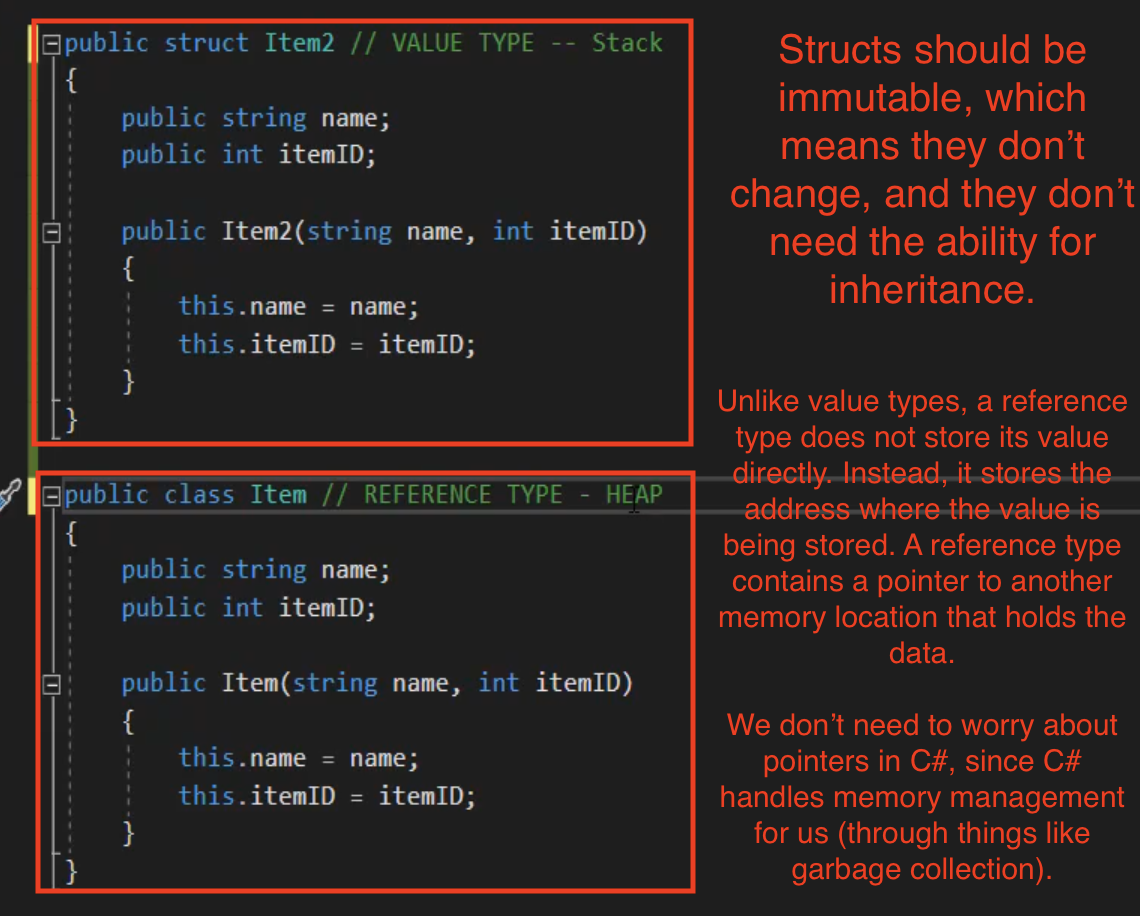 public struct Item2 // VALUE TYPE -- Stack
{
public string name;
public int itemID;
public Item2(string name, int itemID)
{
this.name = name;
this.itemID = itemID;
}
}
public class Item // REFERENCE TYPE - HEAP
{
public string name;
public int itemID;
public Item(string name, int itemID)
{
this.name = name;
this.itemID = itemID;
}
}
Structs should be
immutable, which
means they don’t
change, and they don’t
need the ability for
inheritance.
Unlike value types, a reference
type does not store its value
directly. Instead, it stores the
address where the value is
being stored. A reference type
contains a pointer to another
memory location that holds the
data.
We don’t need to worry about
pointers in C#, since C#
handles memory management
for us (through things like
garbage collection).